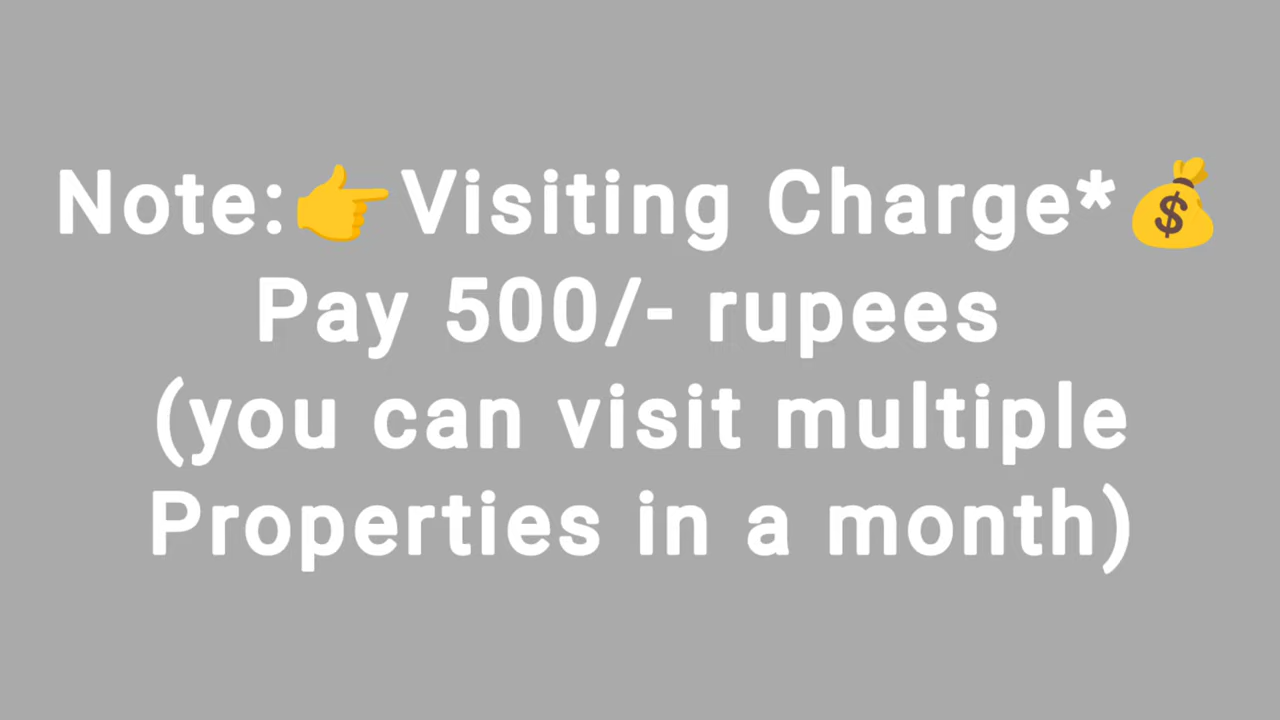 Note:👉Visiting Charge*💰
Pay 500/- rupees
(you can visit multiple
Properties in a month)